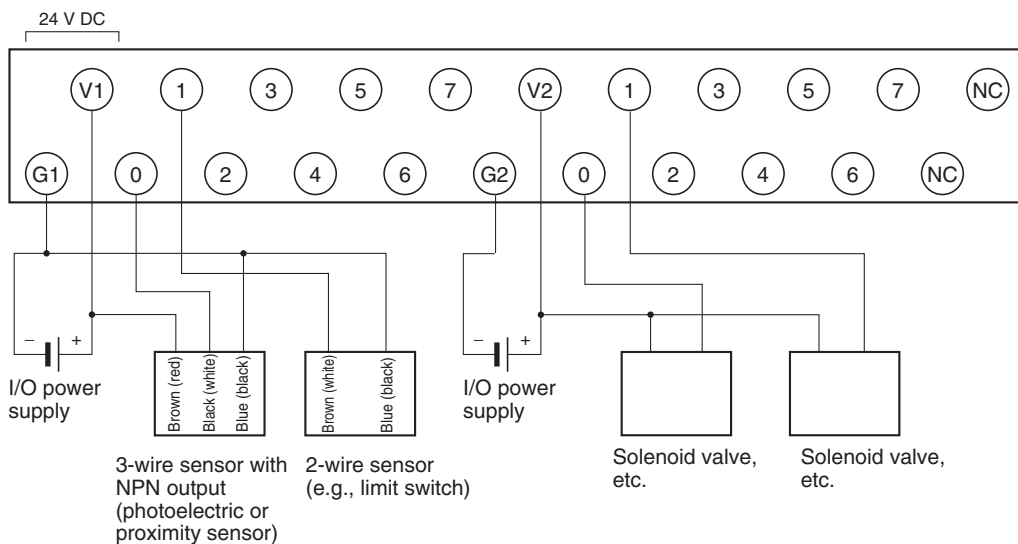 24 V DC
V1 1 3 5 7 V2 1 3 5 7 NC
G1 0 2 4 6 G2 0 2 4 6 NC
– +
I/O power
supply
Brown (red)
Black (white)
Blue (black)
3-wire sensor with
NPN output
(photoelectric or
proximity sensor)
Brown (white)
Blue (black)
2-wire sensor
(e.g., limit switch)
– +
I/O power
supply
Solenoid valve,
etc.
Solenoid valve,
etc.